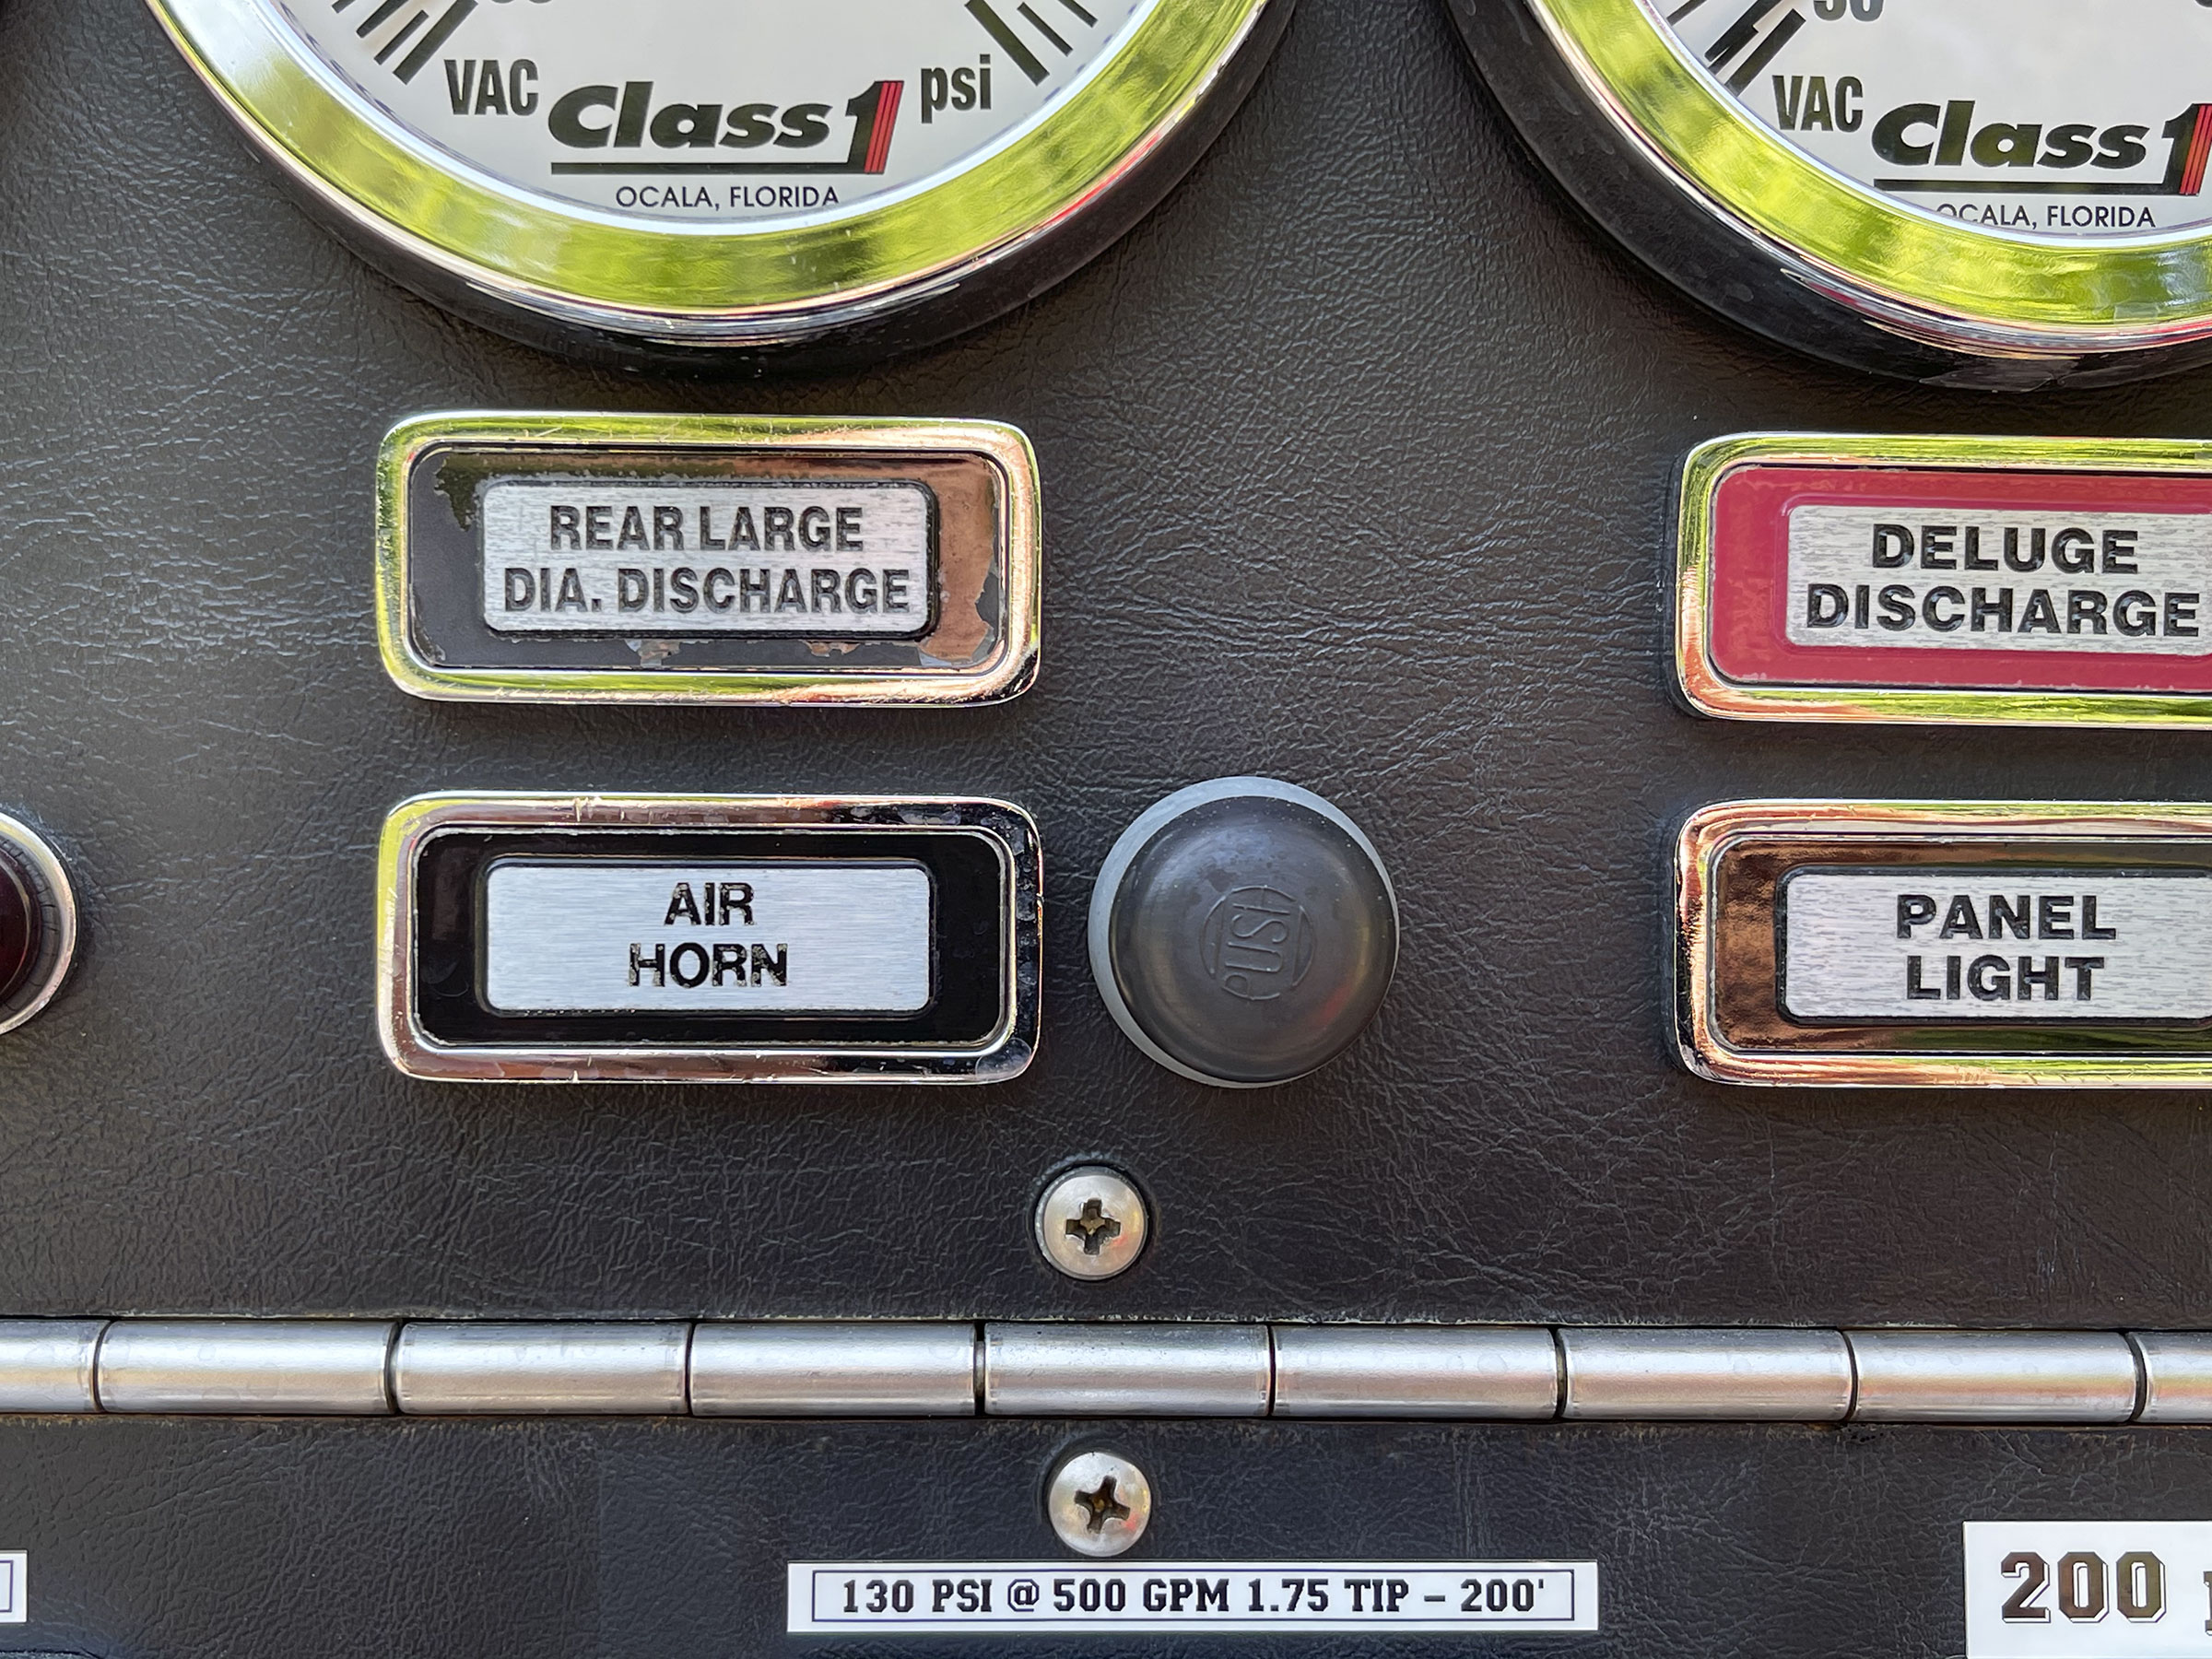 VAC Class 1 psi
OCALA, FLORIDA
VAC Class 1
OCALA, FLORIDA
REAR LARGE
DIA. DISCHARGE
DELUGE
DISCHARGE
AIR
HORN
PUSH
PANEL
LIGHT
130 PSI @ 500 GPM 1.75 TIP – 200'
200